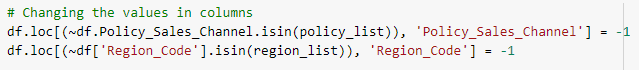 # Changing the values in columns
df.loc[(~df.Policy_Sales_Channel.isin(policy_list)), 'Policy_Sales_Channel'] = -1
df.loc[(~df['Region_Code'].isin(region_list)), 'Region_Code'] = -1